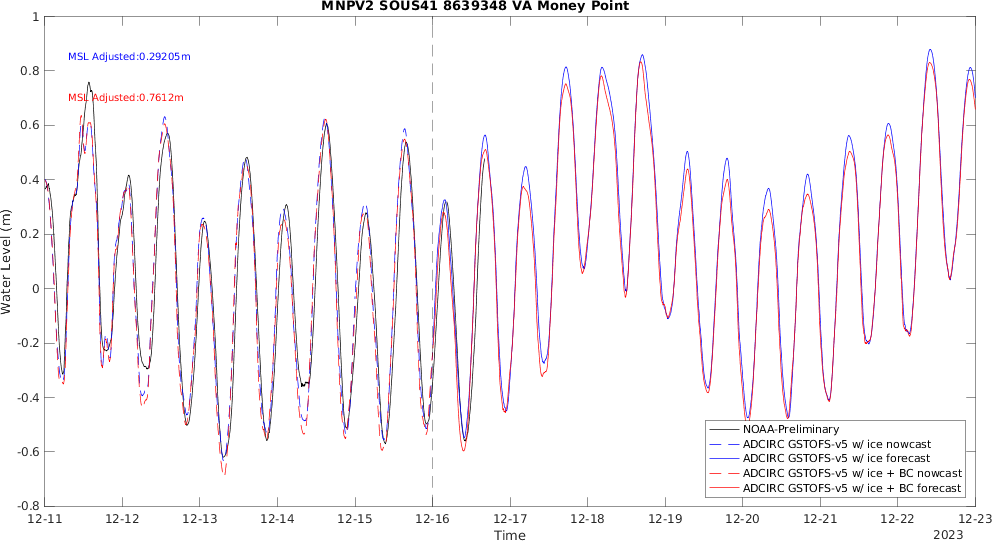 MNPV2 SOUS41 8639348 VA Money Point
MSL Adjusted:0.29205m
MSL Adjusted:0.7612m
Water Level (m)
1
0.8
0.6
0.4
0.2
0
-0.2
-0.4
-0.6
-0.8
NOAA-Preliminary
ADCIRC GSTOFS-v5 w/ ice nowcast
ADCIRC GSTOFS-v5 w/ ice forecast
ADCIRC GSTOFS-v5 w/ ice + BC nowcast
ADCIRC GSTOFS-v5 w/ ice + BC forecast
12-11 12-12 12-13 12-14 12-15 12-16 12-17 12-18 12-19 12-20 12-21 12-22 12-23
Time
2023